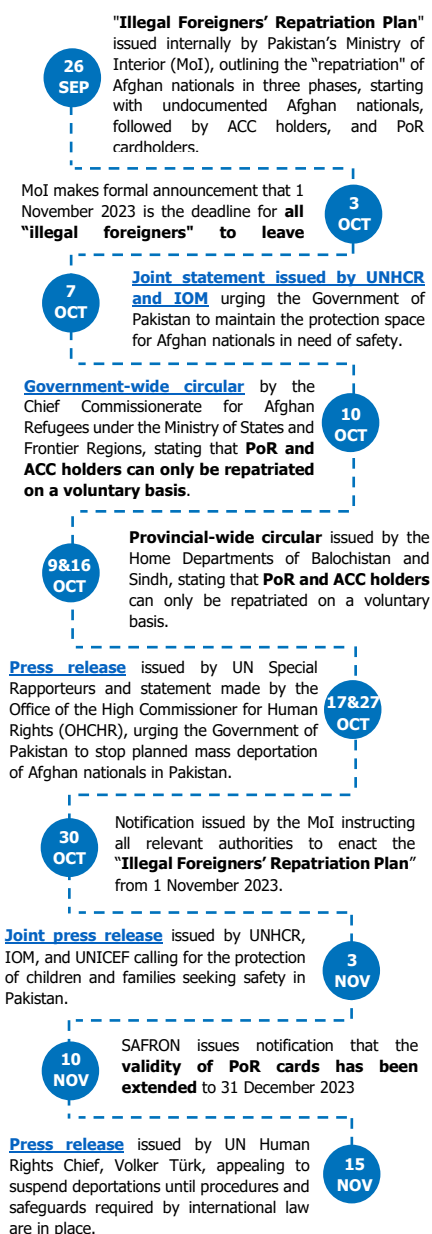 "Illegal Foreigners’ Repatriation Plan"
issued internally by Pakistan’s Ministry of
Interior (MoI), outlining the “repatriation" of
Afghan nationals in three phases, starting
with undocumented Afghan nationals,
followed by ACC holders, and PoR
cardholders.
26
SEP
MoI makes formal announcement that 1
November 2023 is the deadline for all
“illegal foreigners" to leave
3
OCT
7
OCT
Joint statement issued by UNHCR
and IOM urging the Government of
Pakistan to maintain the protection space
for Afghan nationals in need of safety.
Government-wide circular by the
Chief Commissionerate for Afghan
Refugees under the Ministry of States and
Frontier Regions, stating that PoR and
ACC holders can only be repatriated
on a voluntary basis.
10
OCT
9&16
OCT
Provincial-wide circular issued by the
Home Departments of Balochistan and
Sindh, stating that PoR and ACC holders
can only be repatriated on a voluntary
basis.
Press release issued by UN Special
Rapporteurs and statement made by the
Office of the High Commissioner for Human
Rights (OHCHR), urging the Government of
Pakistan to stop planned mass deportation
of Afghan nationals in Pakistan.
17&27
OCT
30
OCT
Notification issued by the MoI instructing
all relevant authorities to enact the
“Illegal Foreigners’ Repatriation Plan”
from 1 November 2023.
Joint press release issued by UNHCR,
IOM, and UNICEF calling for the protection
of children and families seeking safety in
Pakistan.
3
NOV
10
NOV
SAFRON issues notification that the
validity of PoR cards has been
extended to 31 December 2023
Press release issued by UN Human
Rights Chief, Volker Türk, appealing to
suspend deportations until procedures and
safeguards required by international law
are in place.
15
NOV